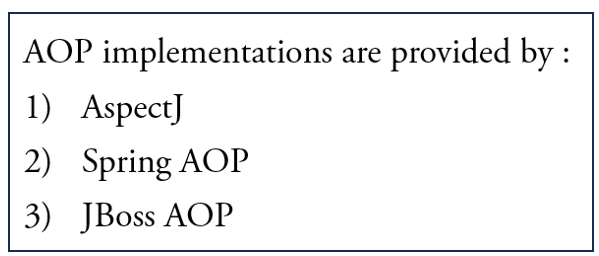 AOP implementations are provided by :
1) AspectJ
2) Spring AOP
3) JBoss AOP